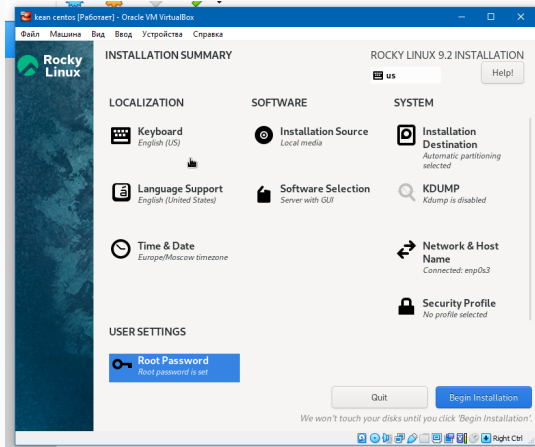 kean centos [Работает] - Oracle VM VirtualBox
Файл Машина Вид Ввод Устройства Справка
Rocky Linux
INSTALLATION SUMMARY
ROCKY LINUX 9.2 INSTALLATION
us
Help!
LOCALIZATION
Keyboard
English (US)
Language Support
English (United States)
Time & Date
Europe/Moscow timezone
SOFTWARE
Installation Source
Local media
Software Selection
Server with GUI
SYSTEM
Installation
Destination
Automatic partitioning
selected
KDUMP
Kdump is disabled
Network & Host
Name
Connected: enp0s3
Security Profile
No profile selected
USER SETTINGS
Root Password
Root password is set
Quit
Begin Installation
We won't touch your disks until you click 'Begin Installation'.
Right Ctrl